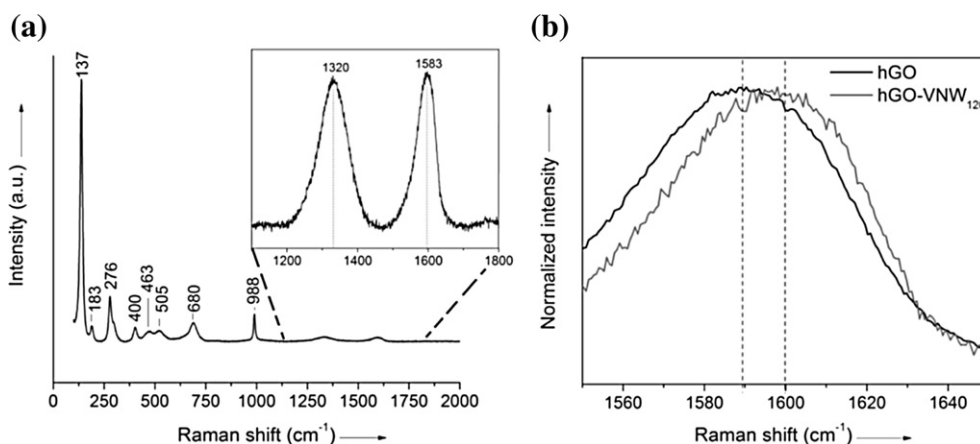 (a)
Intensity (a.u.)
137
183
276
400
463
505
680
988
1320
1583
1200 1400 1600 1800
0 250 500 750 1000 1250 1500 1750 2000
Raman shift (cm⁻¹)
(b)
Normalized intensity
hGO
hGO-VNW₁₂₀
1560 1580 1600 1620 1640
Raman shift (cm⁻¹)